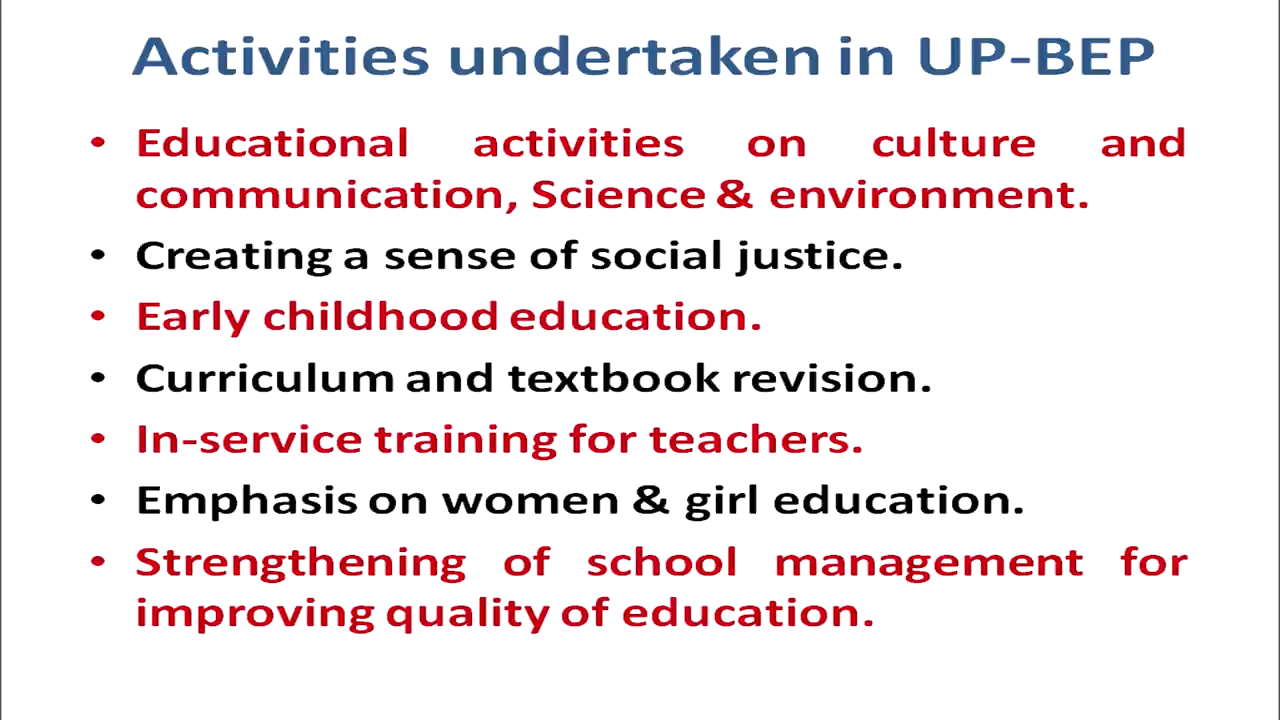 Activities undertaken in UP-BEP
• Educational activities on culture and
communication, Science & environment.
• Creating a sense of social justice.
• Early childhood education.
• Curriculum and textbook revision.
• In-service training for teachers.
• Emphasis on women & girl education.
• Strengthening of school management for
improving quality of education.